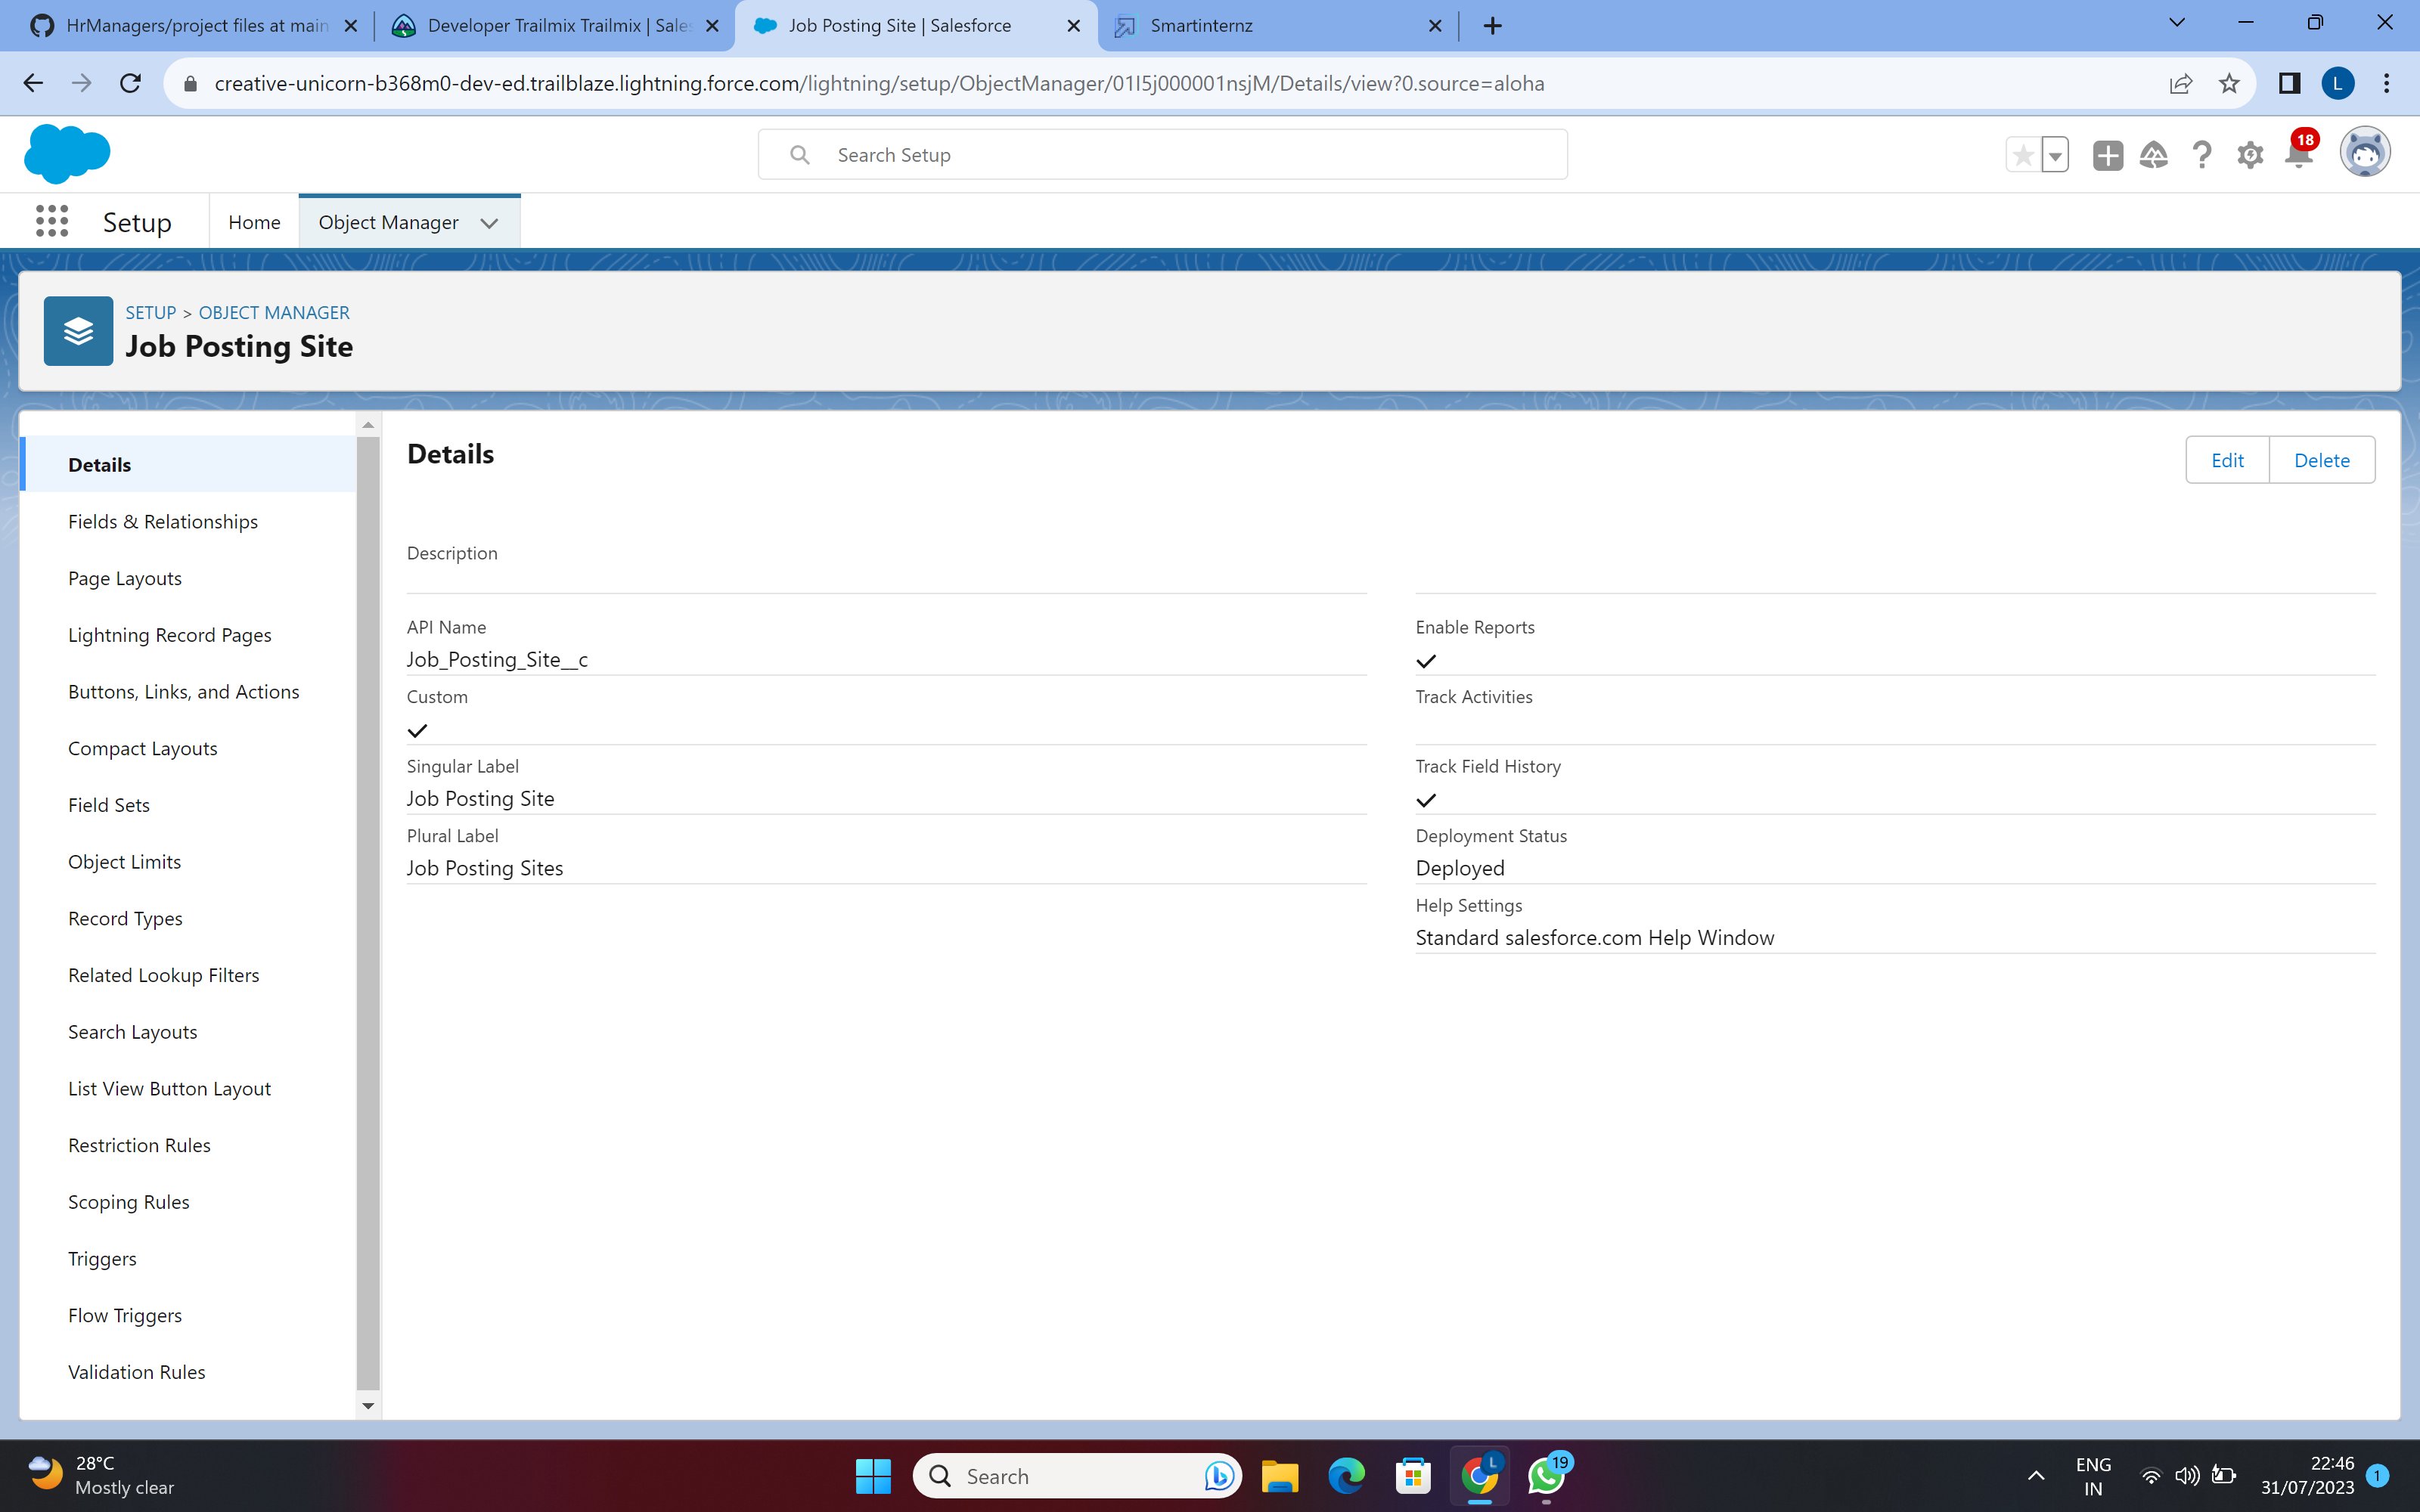 HrManagers/project files at main
Developer Trailmix Trailmix | Sales
Job Posting Site | Salesforce
Smartinternz
creative-unicorn-b368m0-dev-ed.trailblaze.lightning.force.com/lightning/setup/ObjectManager/01I5j000001nsjM/Details/view?0.source=aloha
L
Search Setup
18
Setup
Home
Object Manager
SETUP > OBJECT MANAGER
Job Posting Site
Details
Fields & Relationships
Page Layouts
Lightning Record Pages
Buttons, Links, and Actions
Compact Layouts
Field Sets
Object Limits
Record Types
Related Lookup Filters
Search Layouts
List View Button Layout
Restriction Rules
Scoping Rules
Triggers
Flow Triggers
Validation Rules
Details
Edit
Delete
Description
API Name
Job_Posting_Site__c
Custom
Singular Label
Job Posting Site
Plural Label
Job Posting Sites
Enable Reports
Track Activities
Track Field History
Deployment Status
Deployed
Help Settings
Standard salesforce.com Help Window
28°C
Mostly clear
Search
L
19
ENG
IN
22:46
31/07/2023
1